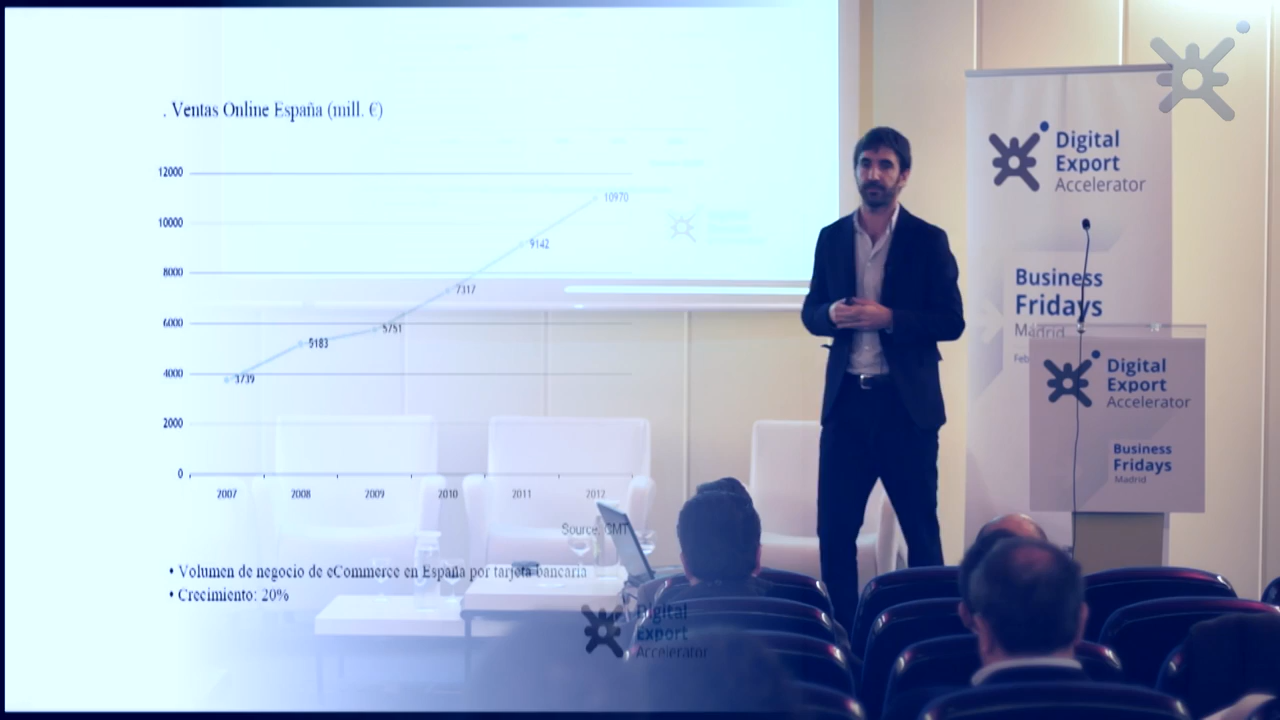 . Ventas Online España (mill. €)
12000
10000
8000
6000
4000
2000
0
3739
5183
5751
7317
9142
10970
2007
2008
2009
2010
2011
2012
Source: CMT
• Volumen de negocio de eCommerce en España por tarjeta bancaria
• Crecimiento: 20%
Digital
Export
Accelerator
Business
Fridays
Madrid
Feb
Digital
Export
Accelerator
Business
Fridays
Madrid
Digital
Export
Accelerator